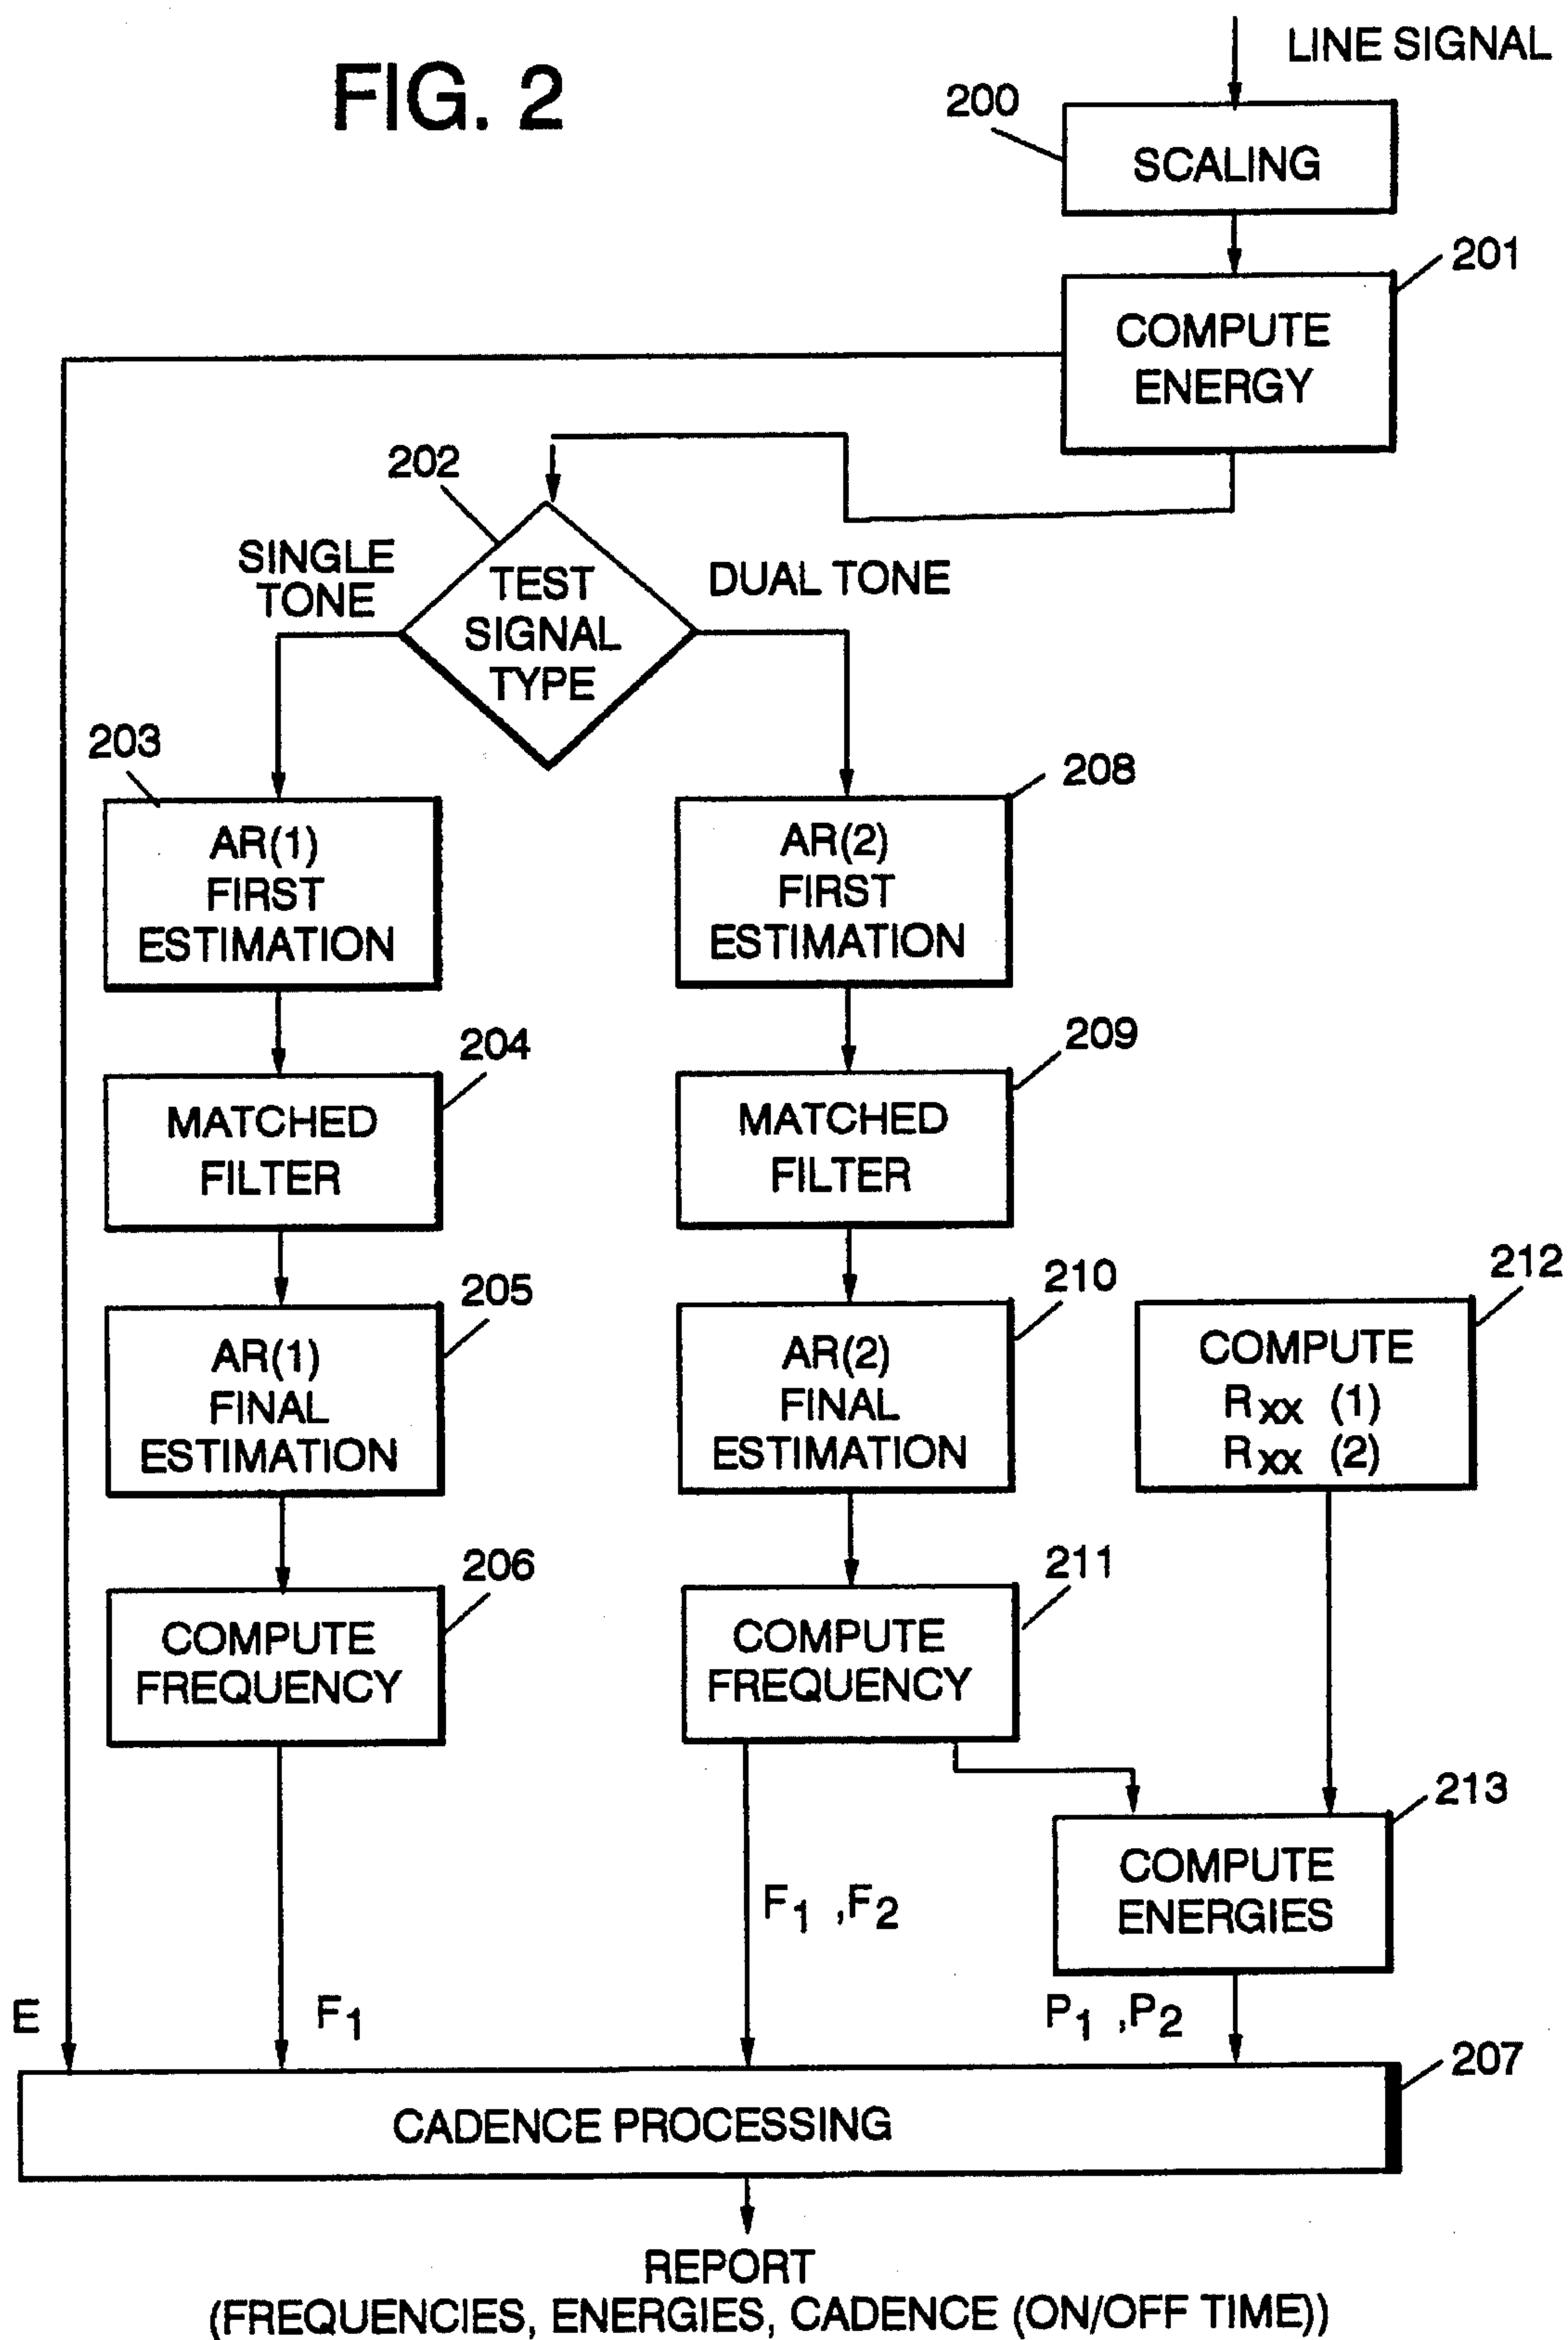 FIG. 2
LINE SIGNAL
200
SCALING
201
COMPUTE
ENERGY
202
SINGLE
TONE
TEST
SIGNAL
TYPE
DUAL TONE
203
AR(1)
FIRST
ESTIMATION
208
AR(2)
FIRST
ESTIMATION
204
MATCHED
FILTER
209
MATCHED
FILTER
205
AR(1)
FINAL
ESTIMATION
210
AR(2)
FINAL
ESTIMATION
212
COMPUTE
Rxx (1)
Rxx (2)
206
COMPUTE
FREQUENCY
211
COMPUTE
FREQUENCY
213
COMPUTE
ENERGIES
E
F1
F1 ,F2
P1 ,P2
207
CADENCE PROCESSING
REPORT
(FREQUENCIES, ENERGIES, CADENCE (ON/OFF TIME))